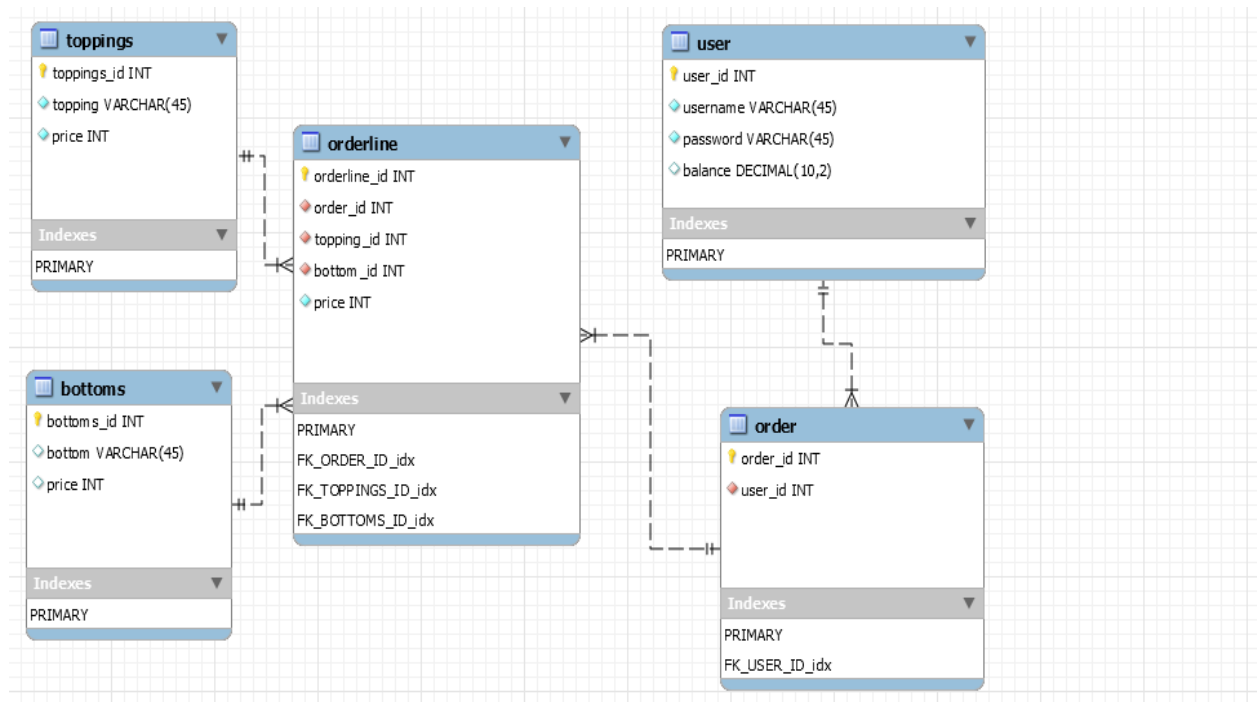 toppings
toppings_id INT
topping VARCHAR(45)
price INT
Indexes
PRIMARY
bottoms
bottoms_id INT
bottom VARCHAR(45)
price INT
Indexes
PRIMARY
orderline
orderline_id INT
order_id INT
topping_id INT
bottom_id INT
price INT
Indexes
PRIMARY
FK_ORDER_ID_idx
FK_TOPPINGS_ID_idx
FK_BOTTOMS_ID_idx
user
user_id INT
username VARCHAR(45)
password VARCHAR(45)
balance DECIMAL(10,2)
Indexes
PRIMARY
order
order_id INT
user_id INT
Indexes
PRIMARY
FK_USER_ID_idx